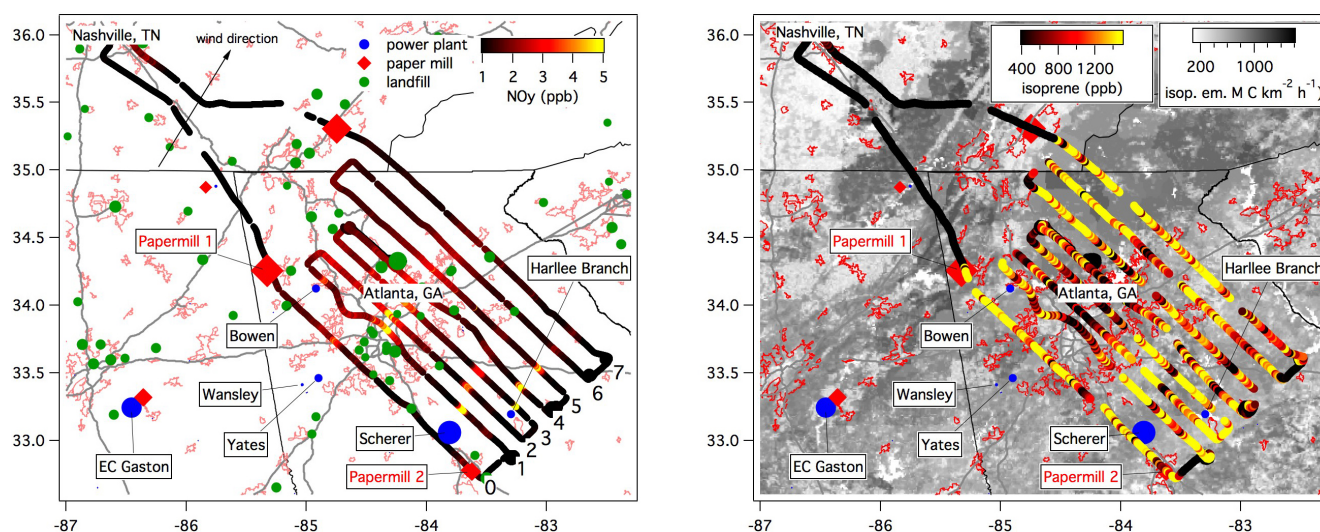 36.0
35.5
35.0
34.5
34.0
33.5
33.0
-87
-86
-85
-84
-83
Nashville, TN
wind direction
power plant
paper mill
landfill
1 2 3 4 5
NOy (ppb)
Papermill 1
Harllee Branch
Atlanta, GA
Bowen
Wansley
Yates
Scherer
EC Gaston
Papermill 2
0
1
2
3
4
5
6
7
36.0
35.5
35.0
34.5
34.0
33.5
33.0
-87
-86
-85
-84
-83
Nashville, TN
400 800 1200
isoprene (ppb)
200 1000
isop. em. M C km⁻² h⁻¹)
Papermill 1
Harllee Branch
Atlanta, GA
Bowen
Wansley
Yates
Scherer
EC Gaston
Papermill 2